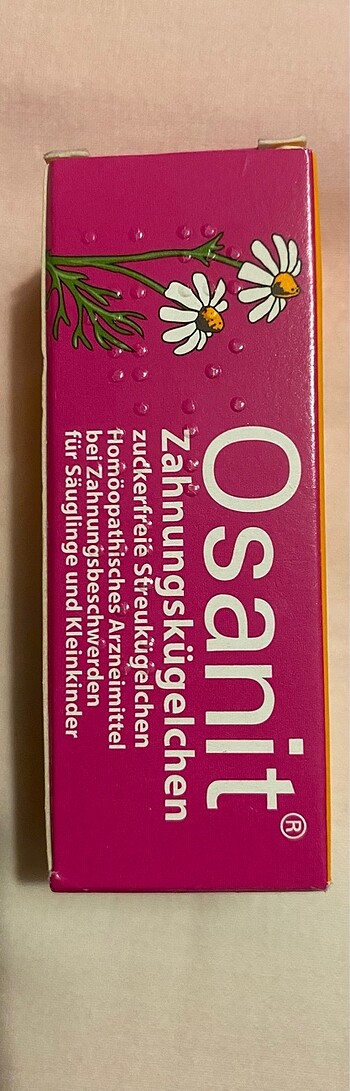 Osanit®
Zahnungskügelchen
zuckerfreie Streukügelchen
Homöopathisches Arzneimittel
bei Zahnungsbeschwerden
für Säuglinge und Kleinkinder